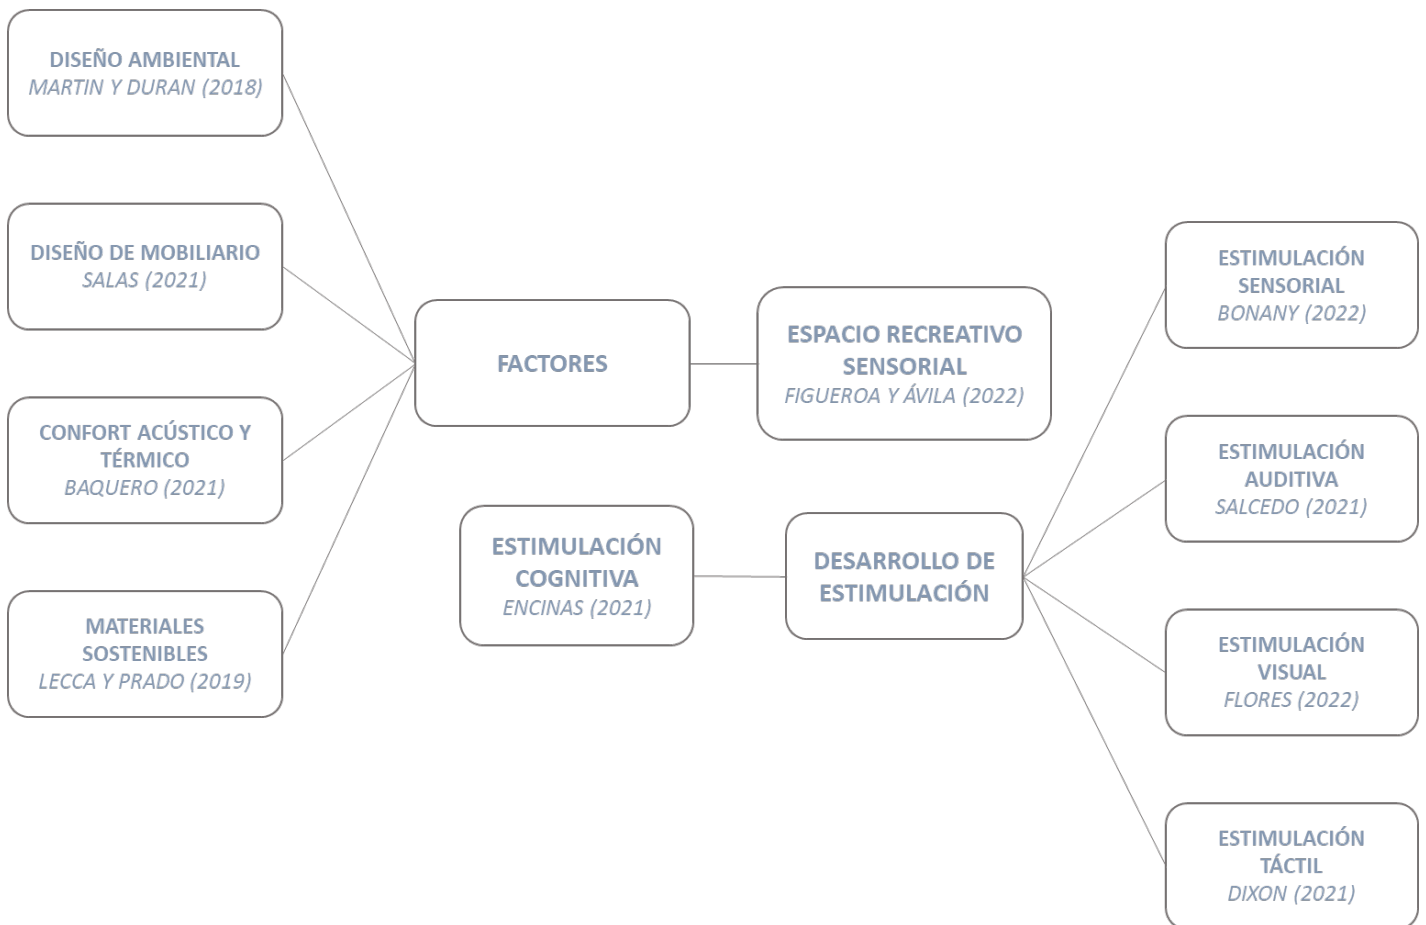 DISEÑO AMBIENTAL
MARTIN Y DURAN (2018)
DISEÑO DE MOBILIARIO
SALAS (2021)
CONFORT ACÚSTICO Y
TÉRMICO
BAQUERO (2021)
MATERIALES
SOSTENIBLES
LECCA Y PRADO (2019)
FACTORES
ESPACIO RECREATIVO
SENSORIAL
FIGUEROA Y ÁVILA (2022)
ESTIMULACIÓN
COGNITIVA
ENCINAS (2021)
DESARROLLO DE
ESTIMULACIÓN
ESTIMULACIÓN
SENSORIAL
BONANY (2022)
ESTIMULACIÓN
AUDITIVA
SALCEDO (2021)
ESTIMULACIÓN
VISUAL
FLORES (2022)
ESTIMULACIÓN
TÁCTIL
DIXON (2021)